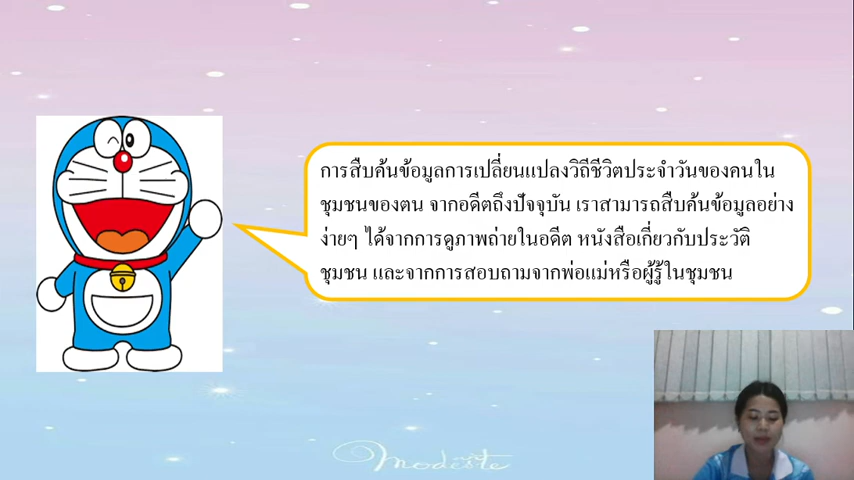 การสืบค้นข้อมูลการเปลี่ยนแปลงวิถีชีวิตประจำวันของคนใน
ชุมชนของตน จากอดีตถึงปัจจุบัน เราสามารถสืบค้นข้อมูลอย่าง
ง่ายๆ ได้จากการดูภาพถ่ายในอดีต หนังสือเกี่ยวกับประวัติ
ชุมชน และจากการสอบถามจากพ่อแม่หรือผู้รู้ในชุมชน
modeste